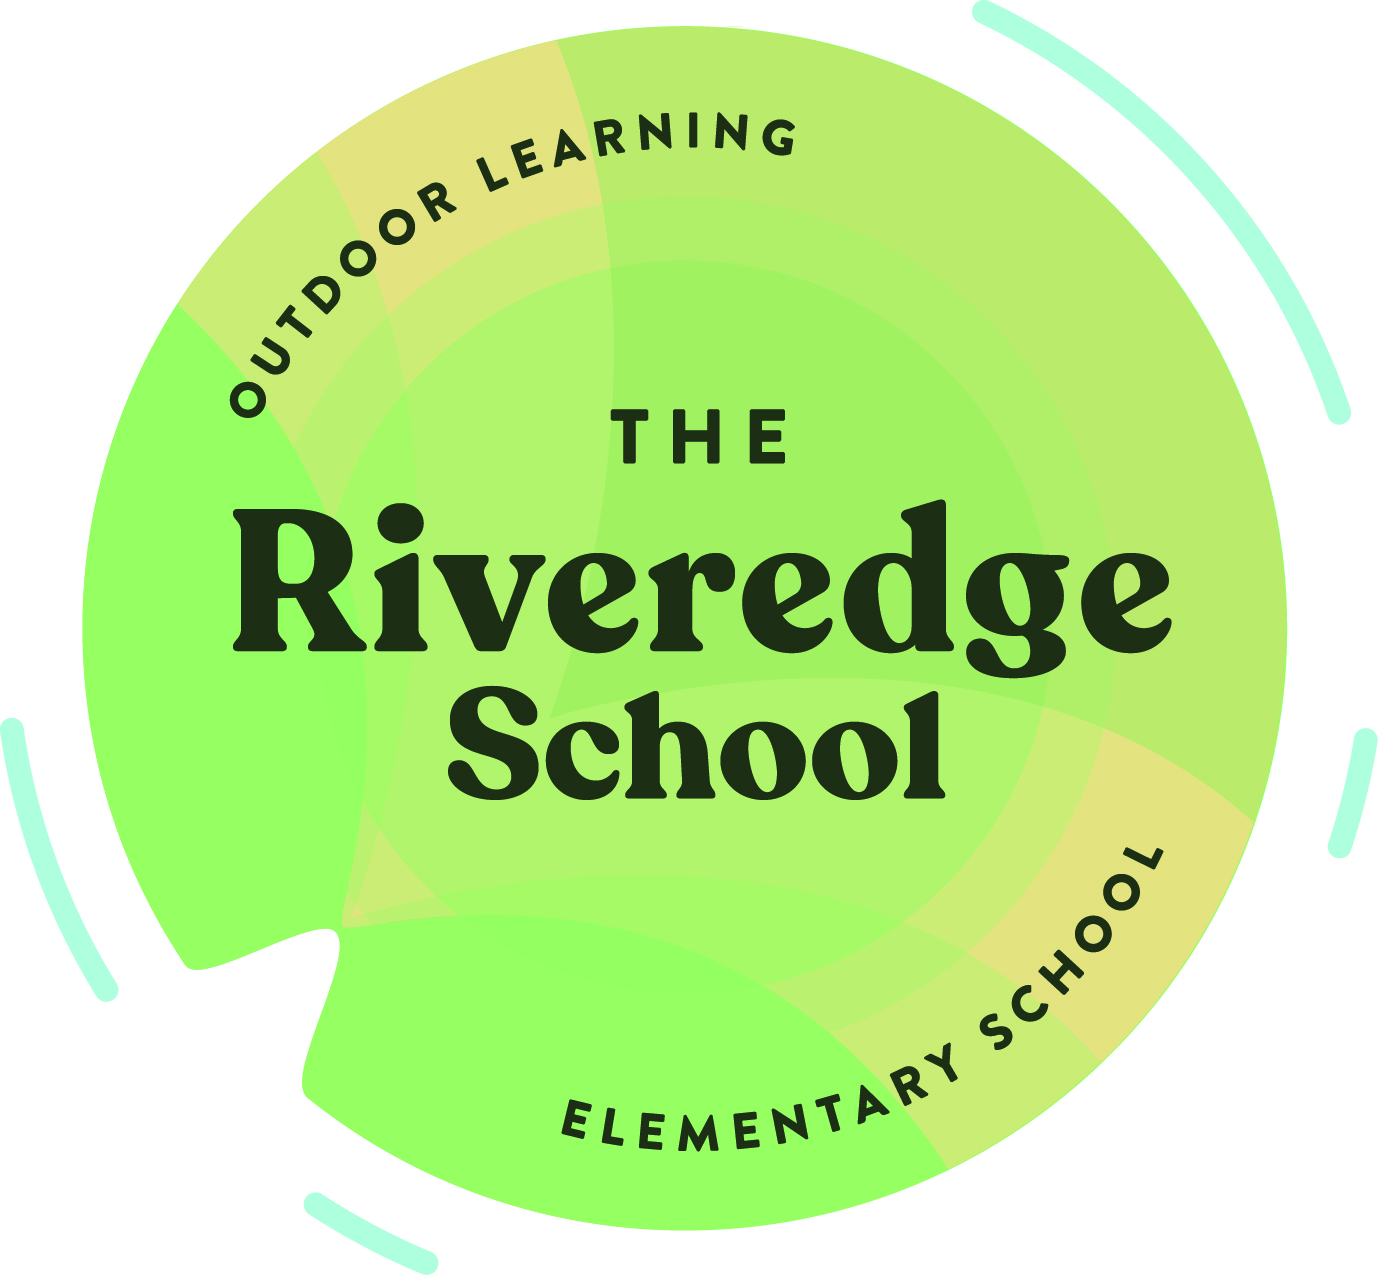 OUTDOOR LEARNING
THE
Riveredge
School
ELEMENTARY SCHOOL